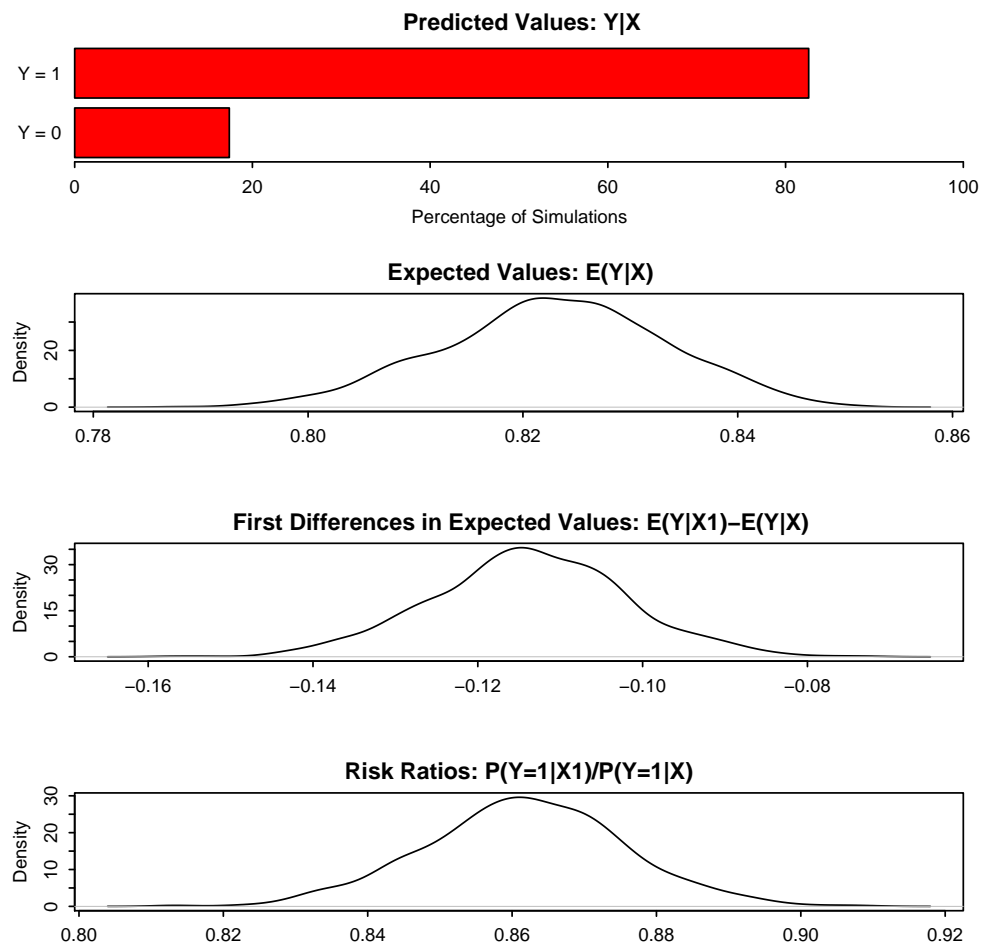 Predicted Values: Y|X
Y = 1
Y = 0
0 20 40 60 80 100
Percentage of Simulations
Expected Values: E(Y|X)
Density
0 20
0.78 0.80 0.82 0.84 0.86
First Differences in Expected Values: E(Y|X1)−E(Y|X)
Density
0 15 30
−0.16 −0.14 −0.12 −0.10 −0.08
Risk Ratios: P(Y=1|X1)/P(Y=1|X)
Density
0 10 20 30
0.80 0.82 0.84 0.86 0.88 0.90 0.92